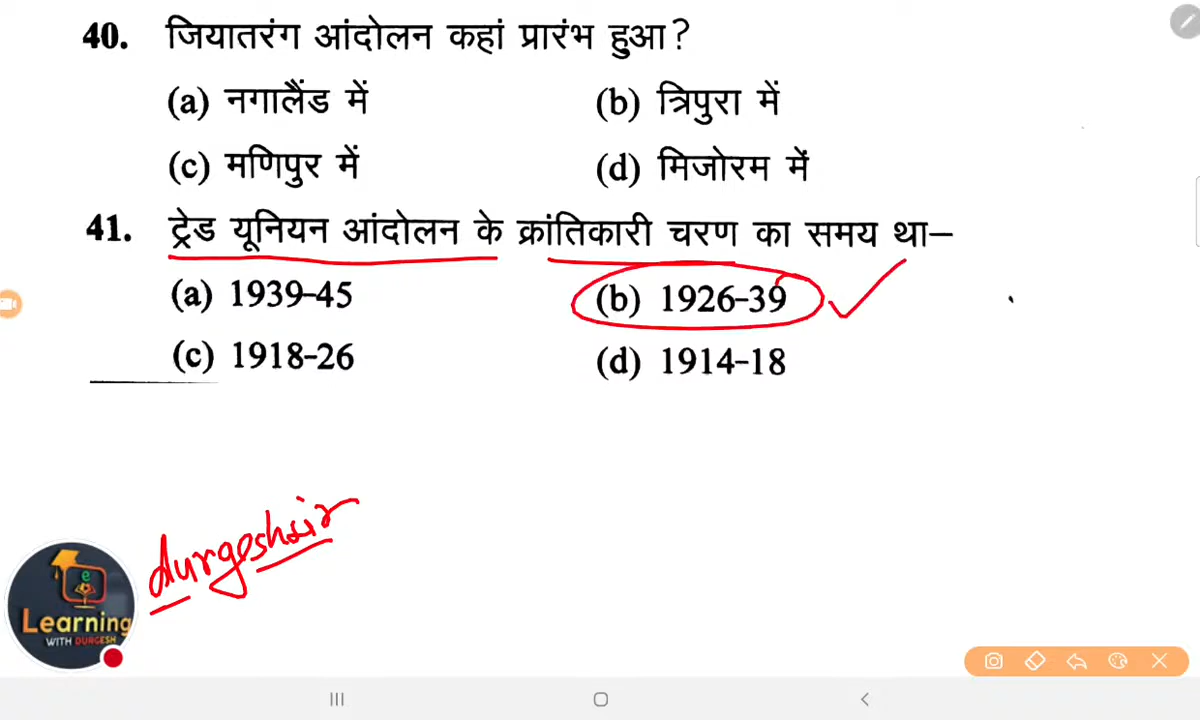 40. जियातरंग आंदोलन कहां प्रारंभ हुआ?
(a) नगालैंड में (b) त्रिपुरा में
(c) मणिपुर में (d) मिजोरम में
41. ट्रेड यूनियन आंदोलन के क्रांतिकारी चरण का समय था–
(a) 1939-45 (b) 1926-39
(c) 1918-26 (d) 1914-18
durgeshsir
e
Learning
WITH DURGESH